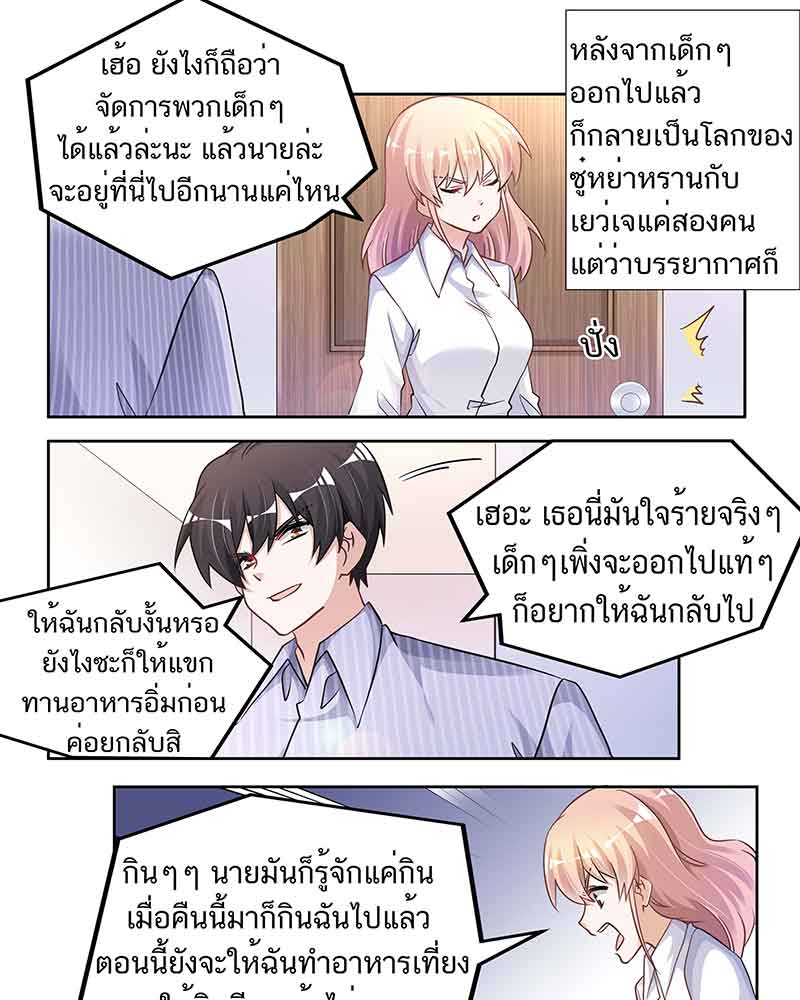 หลังจากเด็กๆ
ออกไปแล้ว
ก็กลายเป็นโลกของ
ซู๋หย่าหรานกับ
เยว่เจแค่สองคน
แต่ว่าบรรยากาศก็
เฮ้อ ยังไงก็ถือว่า
จัดการพวกเด็กๆ
ได้แล้วล่ะนะ แล้วนายล่ะ
จะอยู่ที่นี่ไปอีกนานแค่ไหน
ปั่ง
เฮอะ เธอนี่มันใจร้ายจริงๆ
เด็กๆเพิ่งจะออกไปแท้ๆ
ก็อยากให้ฉันกลับไป
ให้ฉันกลับงั้นหรอ
ยังไงซะก็ให้แขก
ทานอาหารอิ่มก่อน
ค่อยกลับสิ
กินๆๆ นายมันก็รู้จักแค่กิน
เมื่อคืนนี้มาก็กินฉันไปแล้ว
ตอนนี้ยังจะให้ฉันทำอาหารเที่ยง